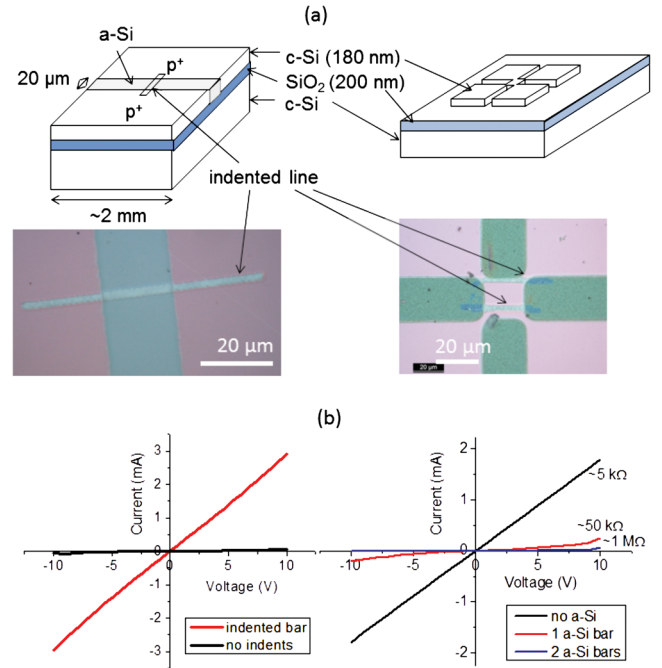 (a)
a-Si
p⁺
20 µm
p⁺
~2 mm
c-Si (180 nm)
SiO₂ (200 nm)
c-Si
indented line
20 µm
20 µm
20 µm
(b)
Current (mA)
3
2
1
0
-1
-2
-3
-10
-5
0
5
10
Voltage (V)
indented bar
no indents
Current (mA)
2
1
0
-1
-2
-10
-5
0
5
10
Voltage (V)
~5 kΩ
~50 kΩ
~1 MΩ
no a-Si
1 a-Si bar
2 a-Si bars